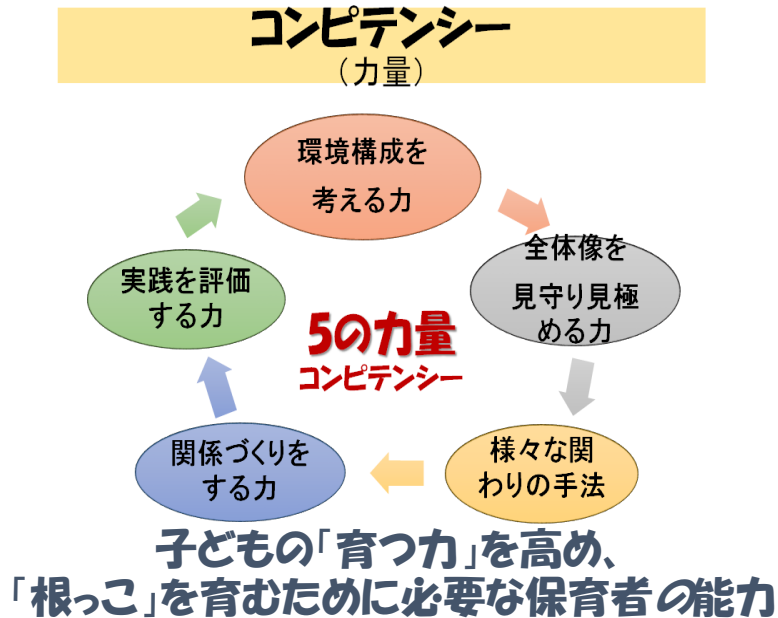 コンピテンシー
（力量）
環境構成を
考える力
全体像を
見守り見極
める力
様々な関
わりの手法
関係づくりを
する力
実践を評価
する力
5の力量
コンピテンシー
子どもの「育つ力」を高め、
「根っこ」を育むために必要な保育者の能力